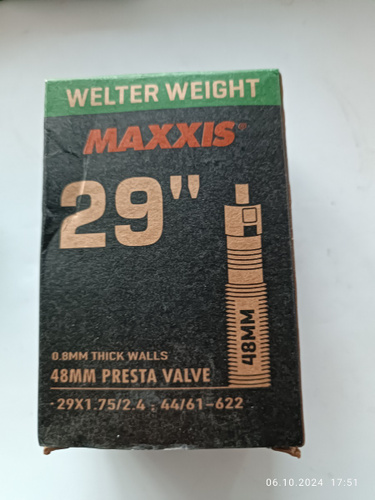 WELTER WEIGHT
MAXXIS
29"
48MM
0.8MM THICK WALLS
48MM PRESTA VALVE
29X1.75/2.4 : 44/61-622
06.10.2024 17:51